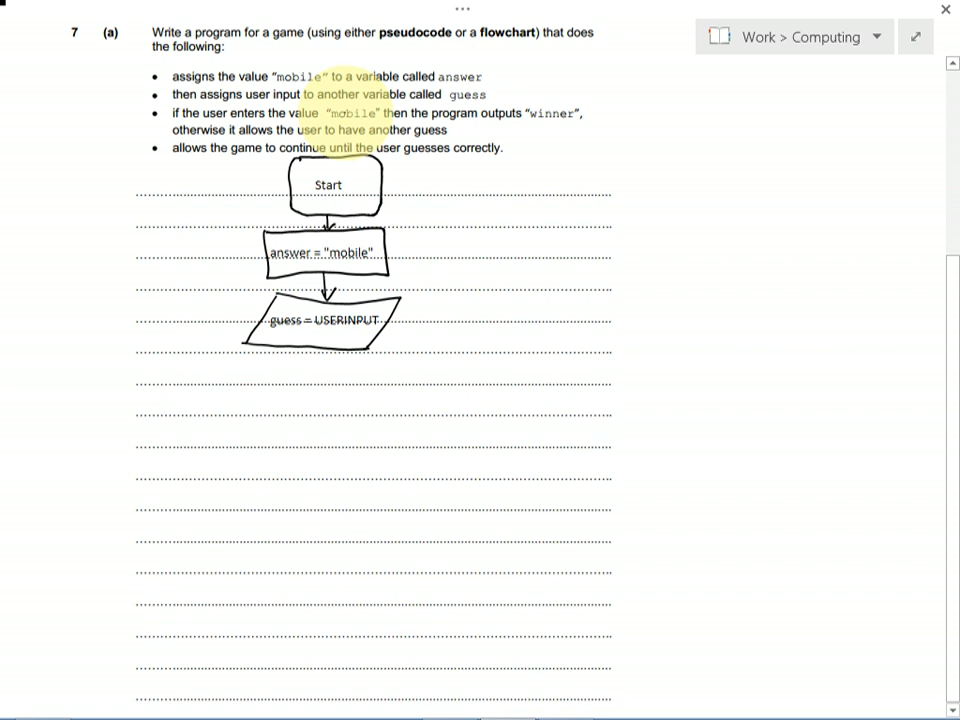 Work > Computing
7 (a) Write a program for a game (using either pseudocode or a flowchart) that does
the following:
• assigns the value "mobile" to a variable called answer
• then assigns user input to another variable called guess
• if the user enters the value "mobile" then the program outputs "winner",
otherwise it allows the user to have another guess
• allows the game to continue until the user guesses correctly.
Start
answer = "mobile"
guess = USERINPUT